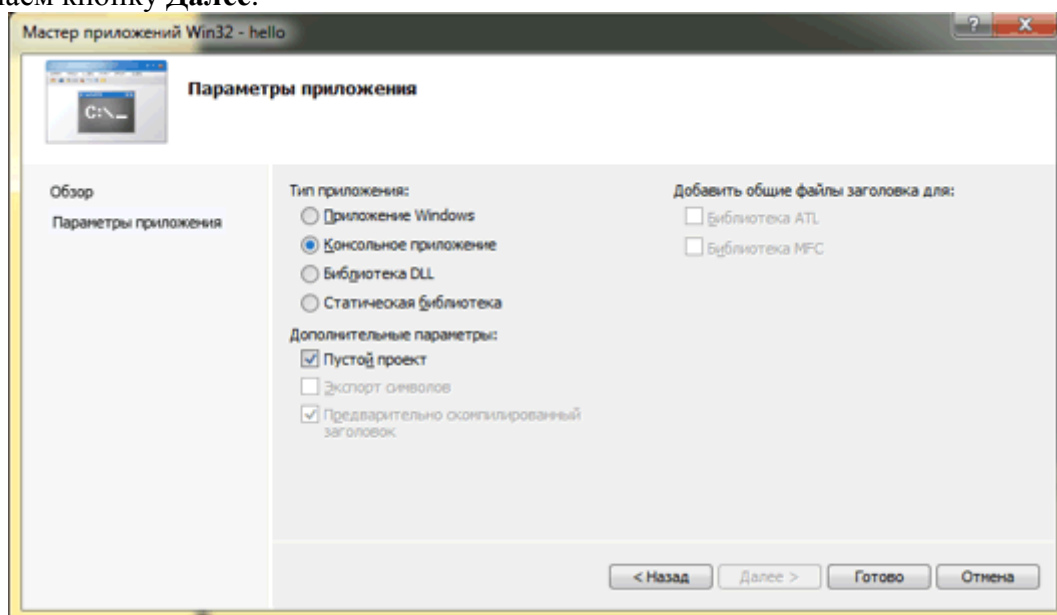 кнопку Далее.
Мастер приложений Win32 - hello
C:\_
Параметры приложения
Обзор
Параметры приложения
Тип приложения:
Приложение Windows
Консольное приложение
Библиотека DLL
Статическая библиотека
Дополнительные параметры:
Пустой проект
Экспорт символов
Предварительно скомпилированный
заголовок
Добавить общие файлы заголовка для:
Библиотека ATL
Библиотека MFC
< Назад
Далее >
Готово
Отмена